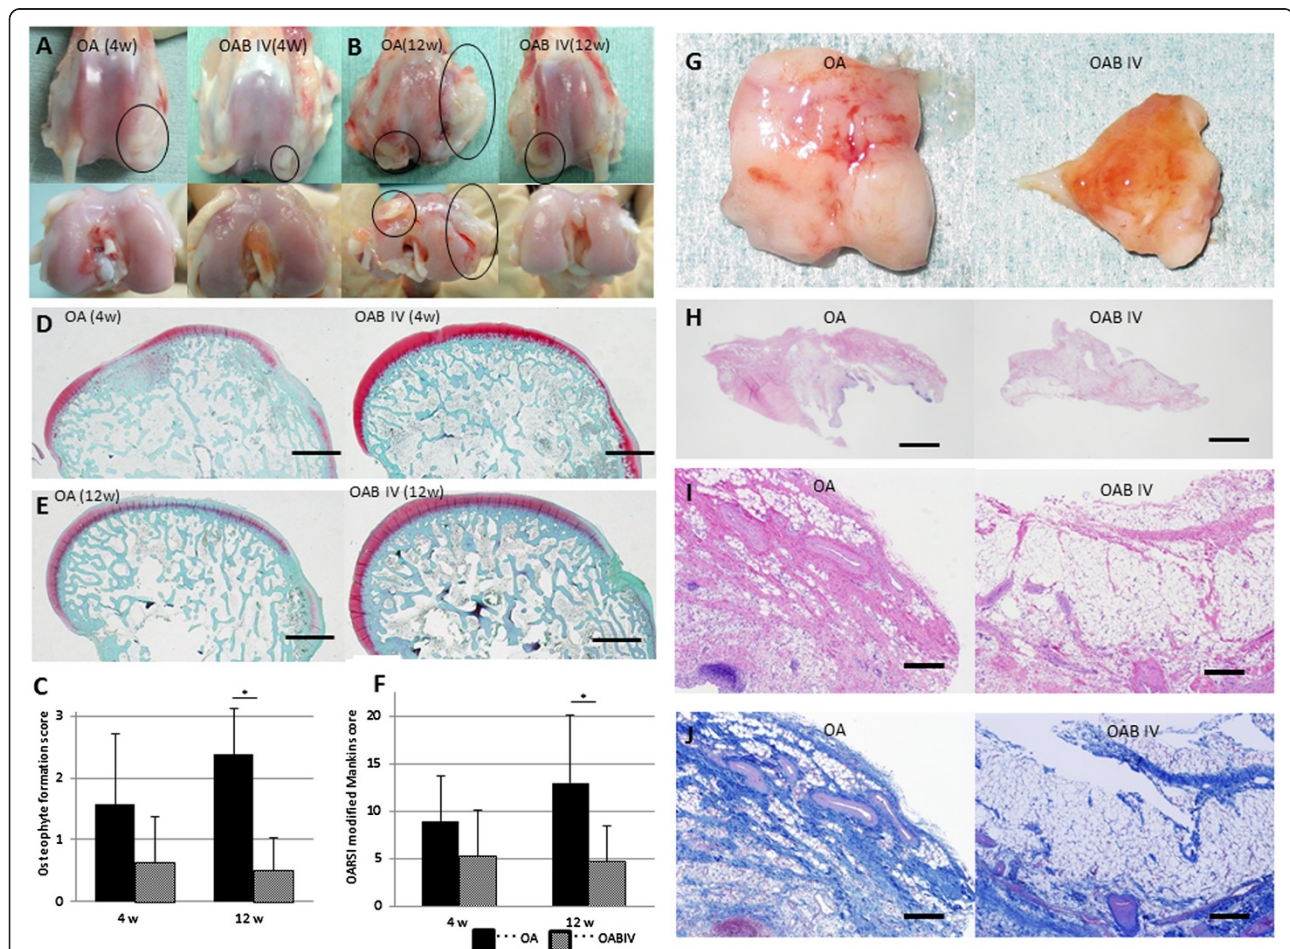 A OA (4w) OAB IV(4W) B OA(12w) OAB IV(12w)
D OA (4w) OAB IV (4w)
E OA (12w) OAB IV (12w)
C
Osteophyte formation score
3
2
1
0
*
4 w 12 w
F
OARSI modified Mankin score
20
15
10
5
0
*
4 w 12 w
··· OA ··· OABIV
G OA OAB IV
H OA OAB IV
I OA OAB IV
J OA OAB IV